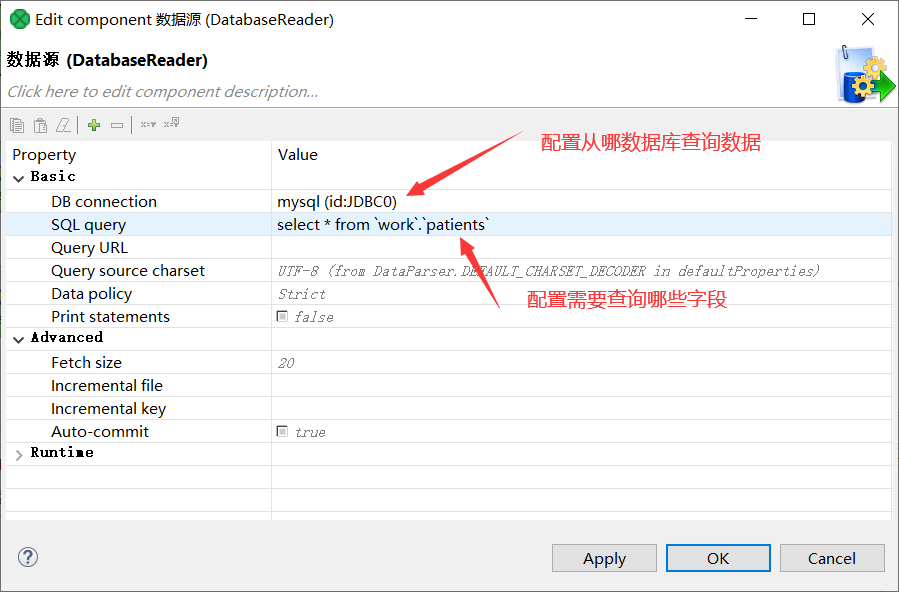 Edit component 数据源 (DatabaseReader)
数据源 (DatabaseReader)
Click here to edit component description...
Property Value
Basic
配置从哪数据库查询数据
DB connection mysql (id:JDBC0)
SQL query select * from `work`.`patients`
Query URL
Query source charset UTF-8 (from DataParser.DEFAULT_CHARSET_DECODER in defaultProperties)
Data policy Strict
配置需要查询哪些字段
Print statements false
Advanced
Fetch size 20
Incremental file
Incremental key
Auto-commit true
Runtime
Apply OK Cancel